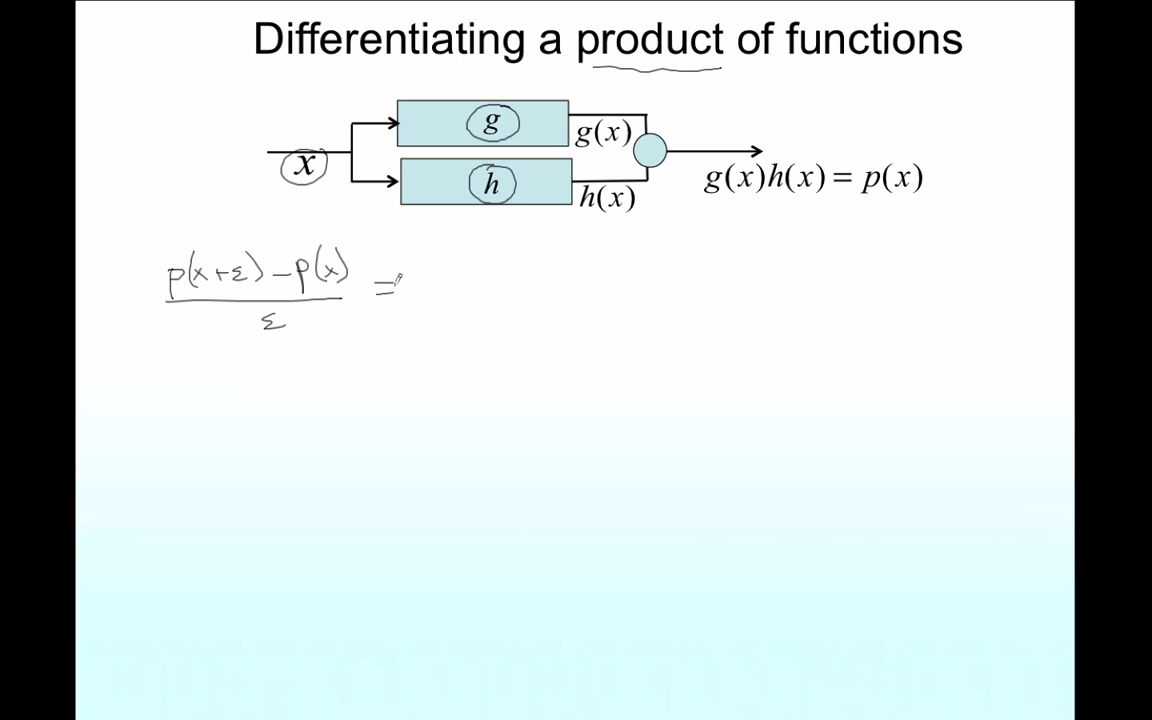 Differentiating a product of functions
g
g(x)
x
h
h(x)
g(x)h(x) = p(x)
p(x+ε) – p(x) =
ε